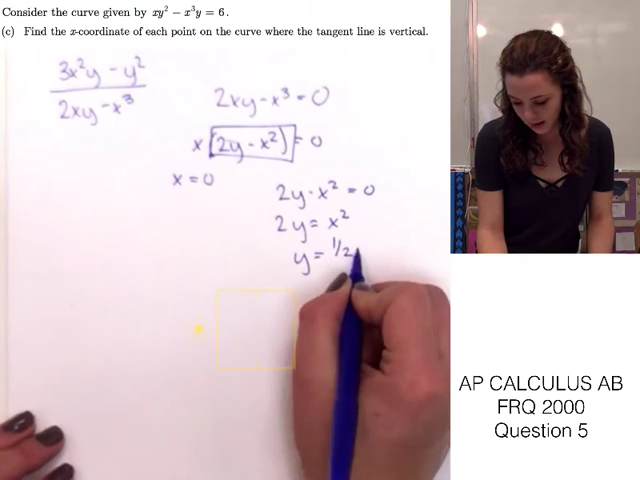 Consider the curve given by xy² − x³y = 6.
(c) Find the x-coordinate of each point on the curve where the tangent line is vertical.
3x²y - y²
2xy - x³
2xy - x³ = 0
x (2y - x²) = 0
x = 0
2y - x² = 0
2y = x²
y = 1/2
AP CALCULUS AB
FRQ 2000
Question 5